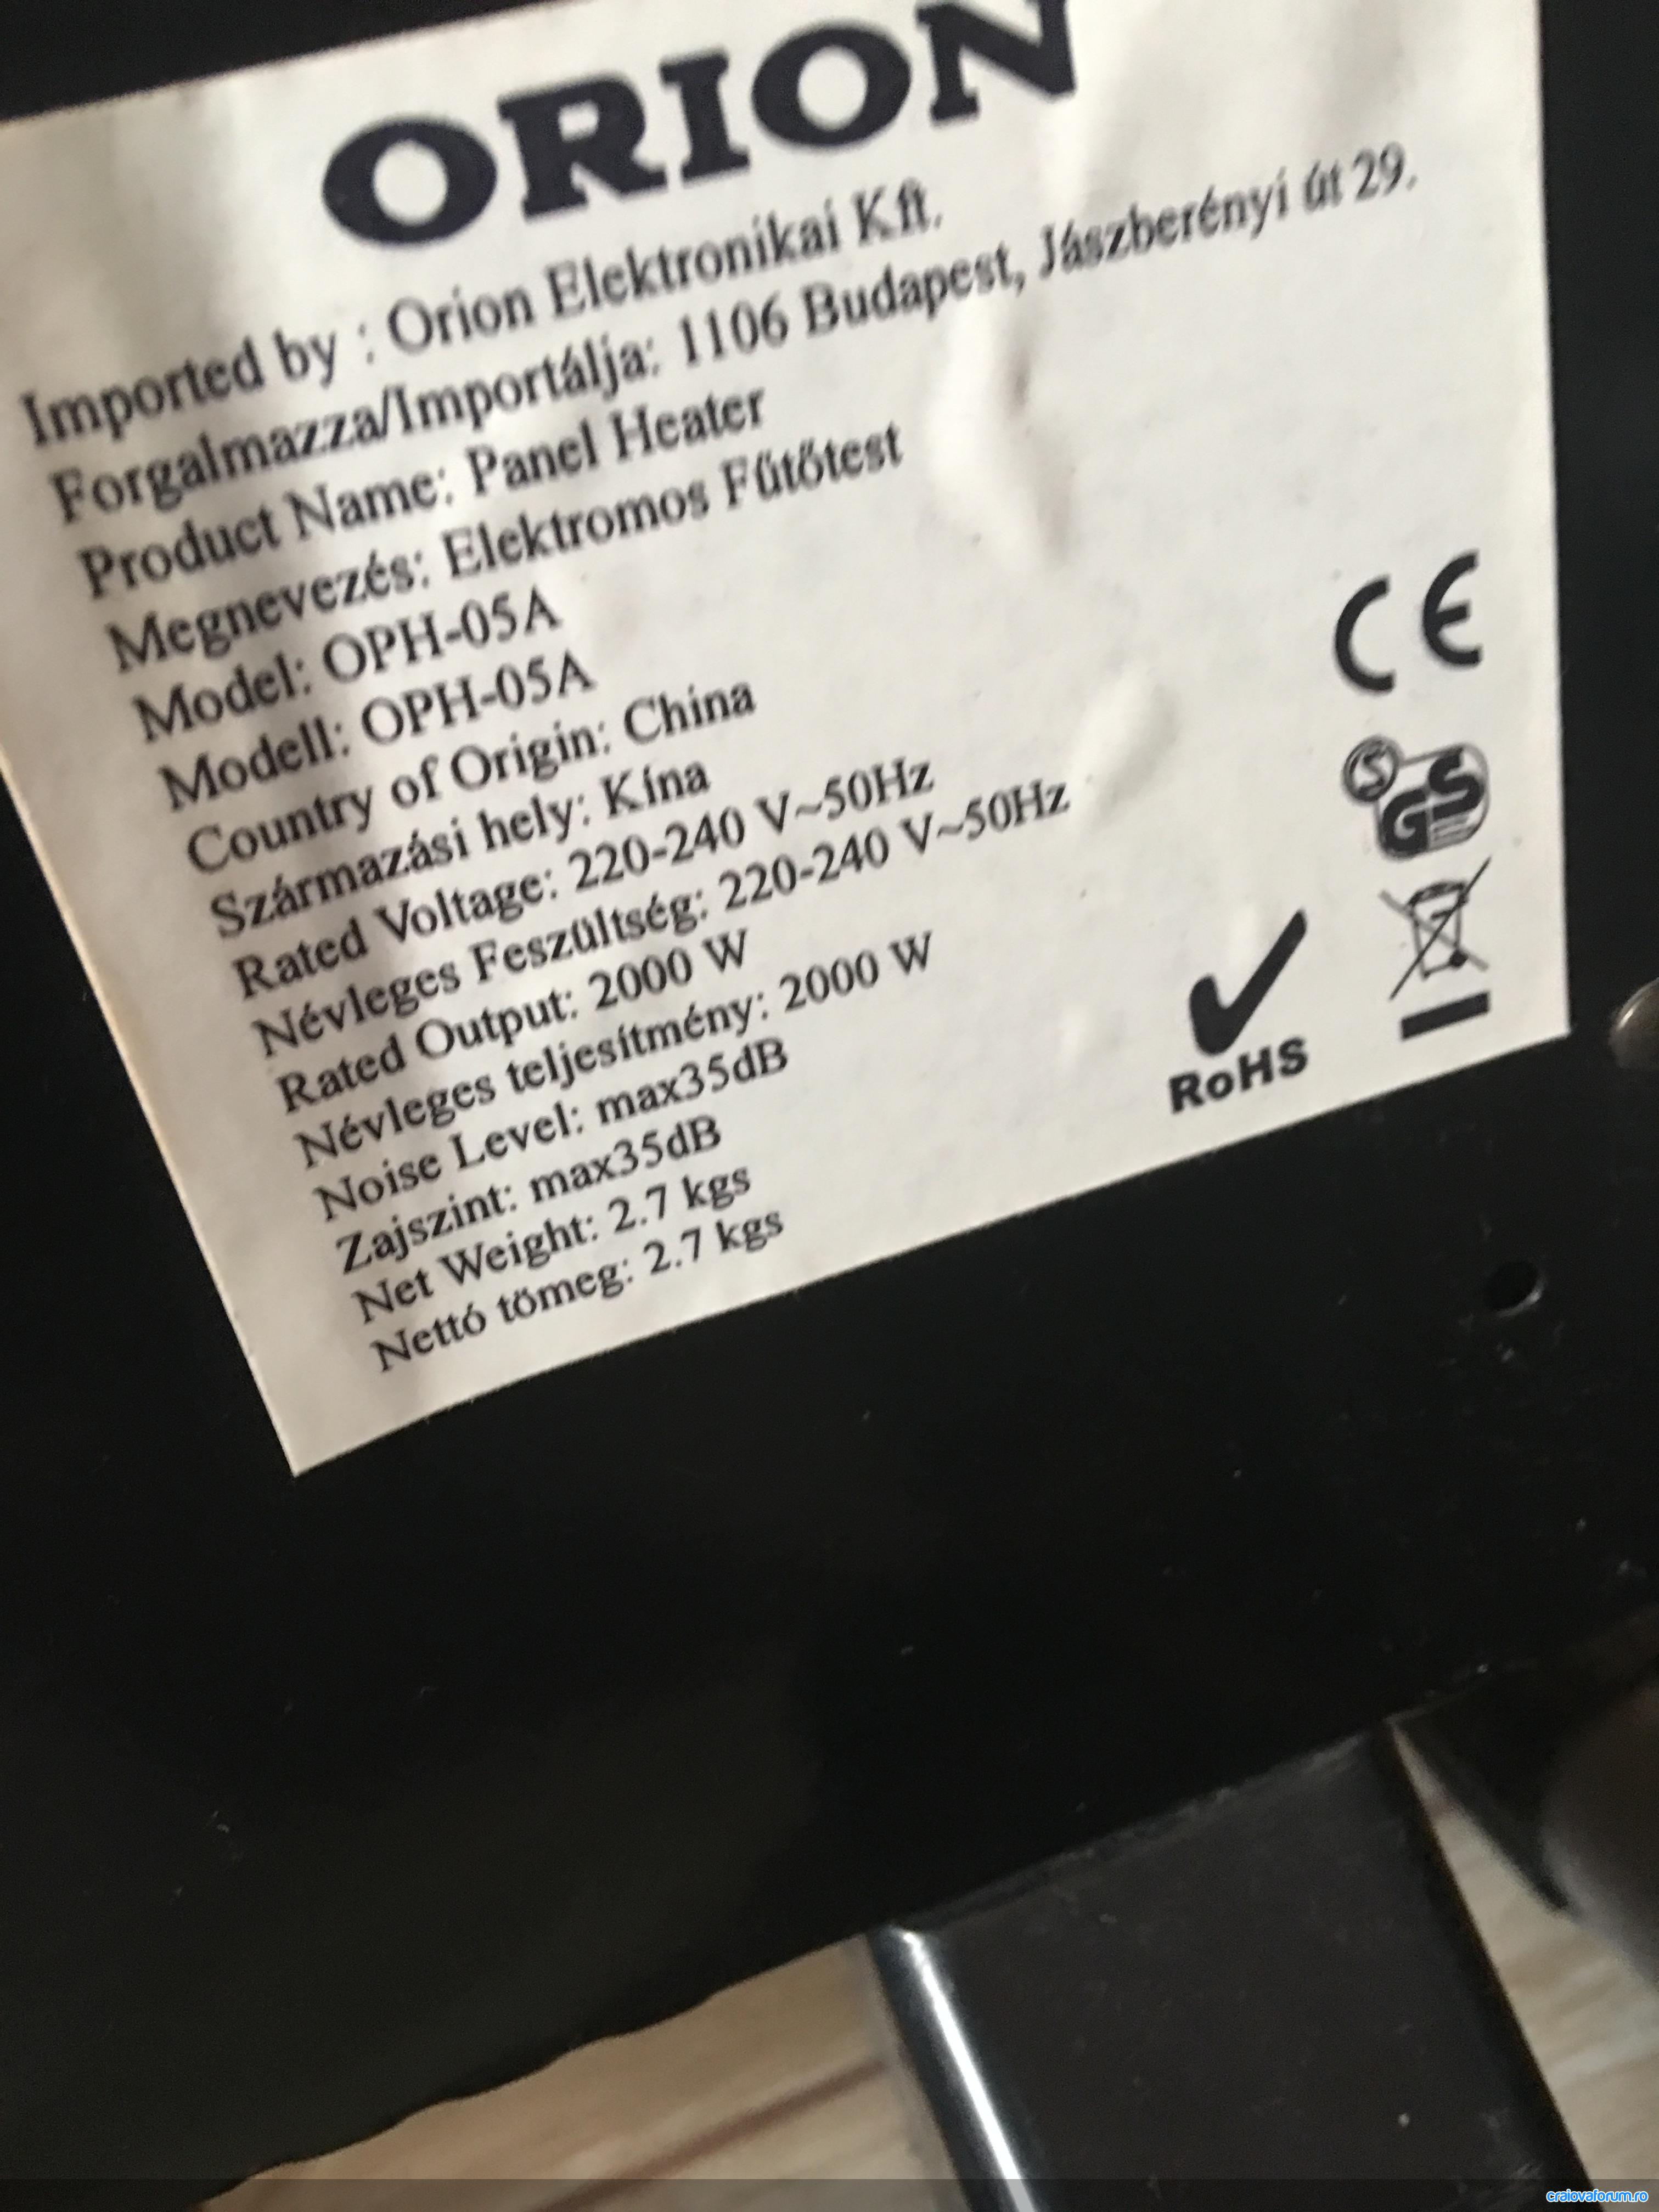 ORION
Imported by : Orion Elektronikai Kft.
Forgalmazza/Importálja: 1106 Budapest, Jászberényi út 29.
Product Name: Panel Heater
Megnevezés: Elektromos Fűtőtest
Model: OPH-05A
Modell: OPH-05A
Country of Origin: China
Származási hely: Kína
Rated Voltage: 220-240 V~50Hz
Névleges Feszültség: 220-240 V~50Hz
Rated Output: 2000 W
Névleges teljesítmény: 2000 W
Noise Level: max35dB
Zajszint: max35dB
Net Weight: 2.7 kgs
Nettó tömeg: 2.7 kgs
CE
S GS
RoHS
craiovaforum.ro